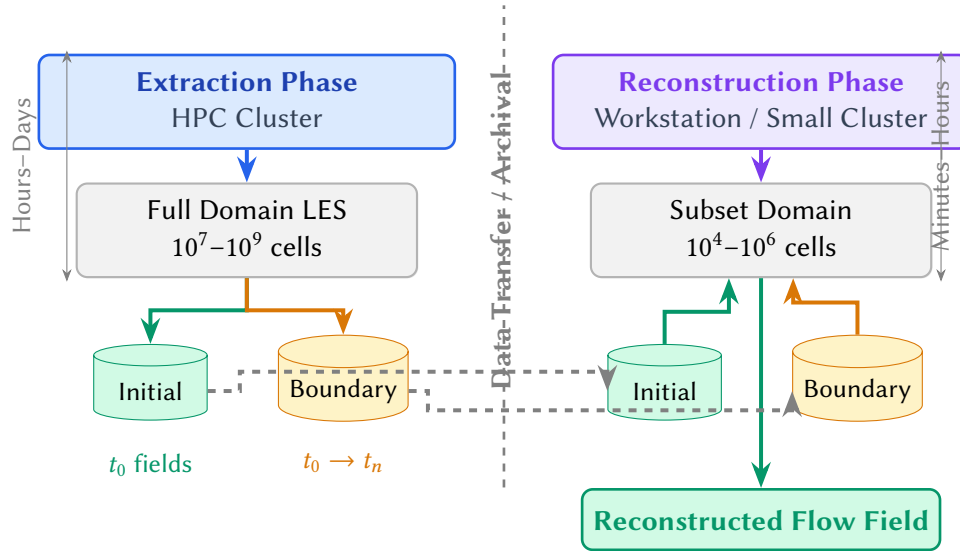 Extraction Phase
HPC Cluster
Hours–Days
Full Domain LES
10⁷–10⁹ cells
Initial
Boundary
t₀ fields
t₀ → tₙ
Data Transfer / Archival
Reconstruction Phase
Workstation / Small Cluster
Minutes–Hours
Subset Domain
10⁴–10⁶ cells
Initial
Boundary
Reconstructed Flow Field